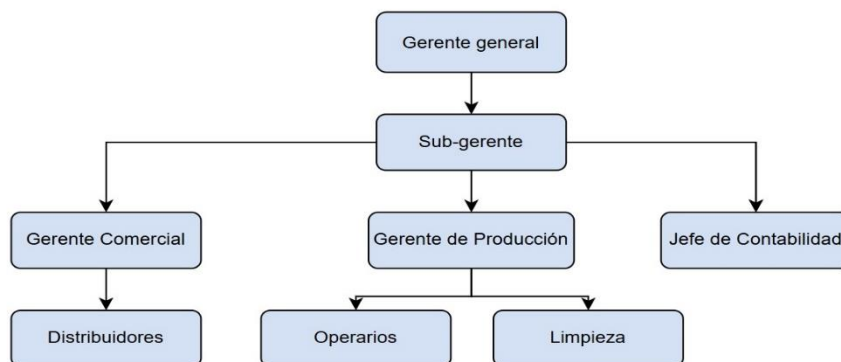 Gerente general
Sub-gerente
Gerente Comercial
Gerente de Producción
Jefe de Contabilidad
Distribuidores
Operarios
Limpieza